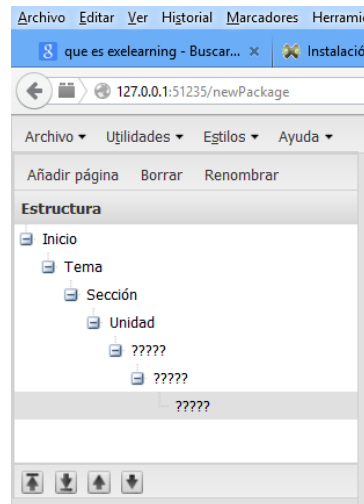 Archivo Editar Ver Historial Marcadores Herrami
que es exelearning - Buscar... × Instalació
127.0.0.1:51235/newPackage
Archivo Utilidades Estilos Ayuda
Añadir página Borrar Renombrar
Estructura
Inicio
Tema
Sección
Unidad
?????
?????
?????